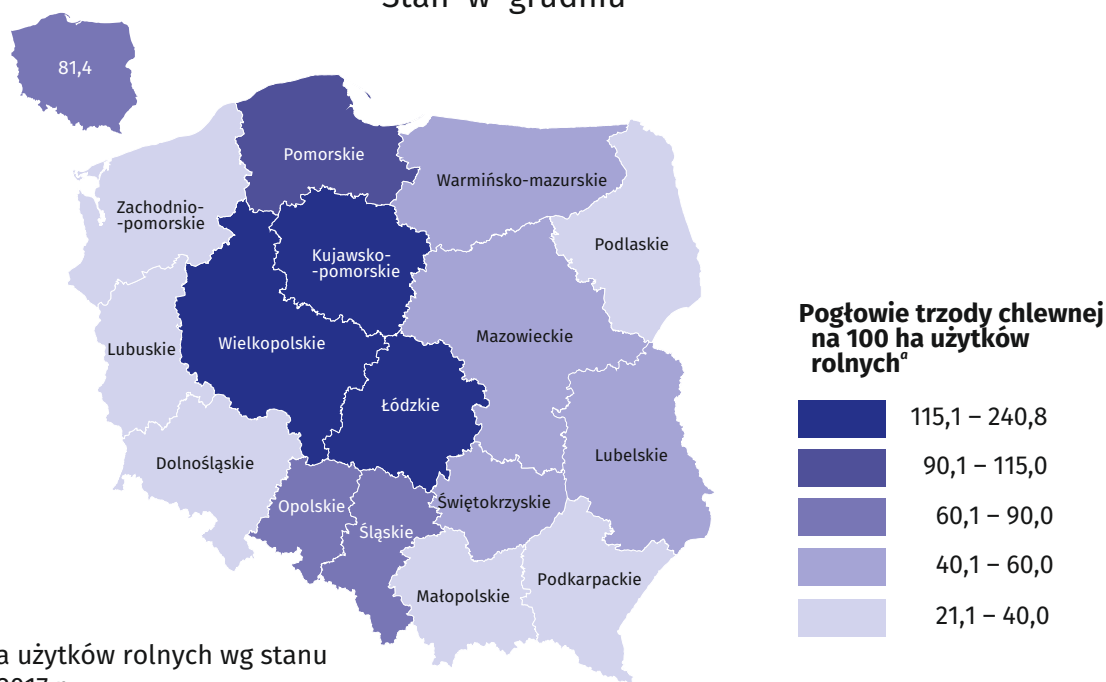 Stan w grudniu
81,4
Pomorskie
Warmińsko-mazurskie
Zachodnio-
-pomorskie
Podlaskie
Kujawsko-
-pomorskie
Mazowieckie
Wielkopolskie
Lubuskie
Łódzkie
Lubelskie
Dolnośląskie
Opolskie
Świętokrzyskie
Śląskie
Podkarpackie
Małopolskie
Pogłowie trzody chlewnej
na 100 ha użytków
rolnych a
115,1 – 240,8
90,1 – 115,0
60,1 – 90,0
40,1 – 60,0
21,1 – 40,0
a użytków rolnych wg stanu